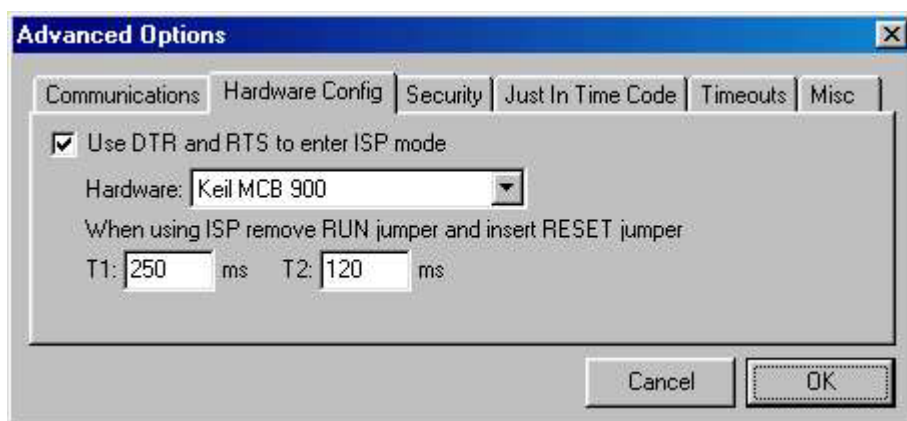 Advanced Options
Communications Hardware Config Security Just In Time Code Timeouts Misc
Use DTR and RTS to enter ISP mode
Hardware: Keil MCB 900
When using ISP remove RUN jumper and insert RESET jumper
T1: 250 ms T2: 120 ms
Cancel OK